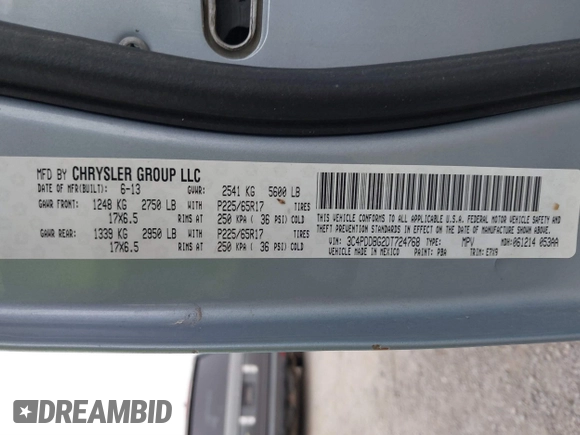 MFD BY CHRYSLER GROUP LLC
DATE OF MFR(BUILT): 6-13 GVWR: 2541 KG 5600 LB
GAWR FRONT: 1248 KG 2750 LB WITH P225/65R17 TIRES
17X6.5 RIMS AT 250 KPA ( 36 PSI) COLD
GAWR REAR: 1339 KG 2950 LB WITH P225/65R17 TIRES
17X6.5 RIMS AT 250 KPA ( 36 PSI) COLD
THIS VEHICLE CONFORMS TO ALL APPLICABLE U.S.A. FEDERAL MOTOR VEHICLE SAFETY AND
THEFT PREVENTION STANDARDS IN EFFECT ON THE DATE OF MANUFACTURE SHOWN ABOVE.
VIN: 3C4PDDBG2DT724768 TYPE: MPV MDH: 061214 053AA
VEHICLE MADE IN MEXICO PAINT: PBA TRIM: E7X9
DREAMBID